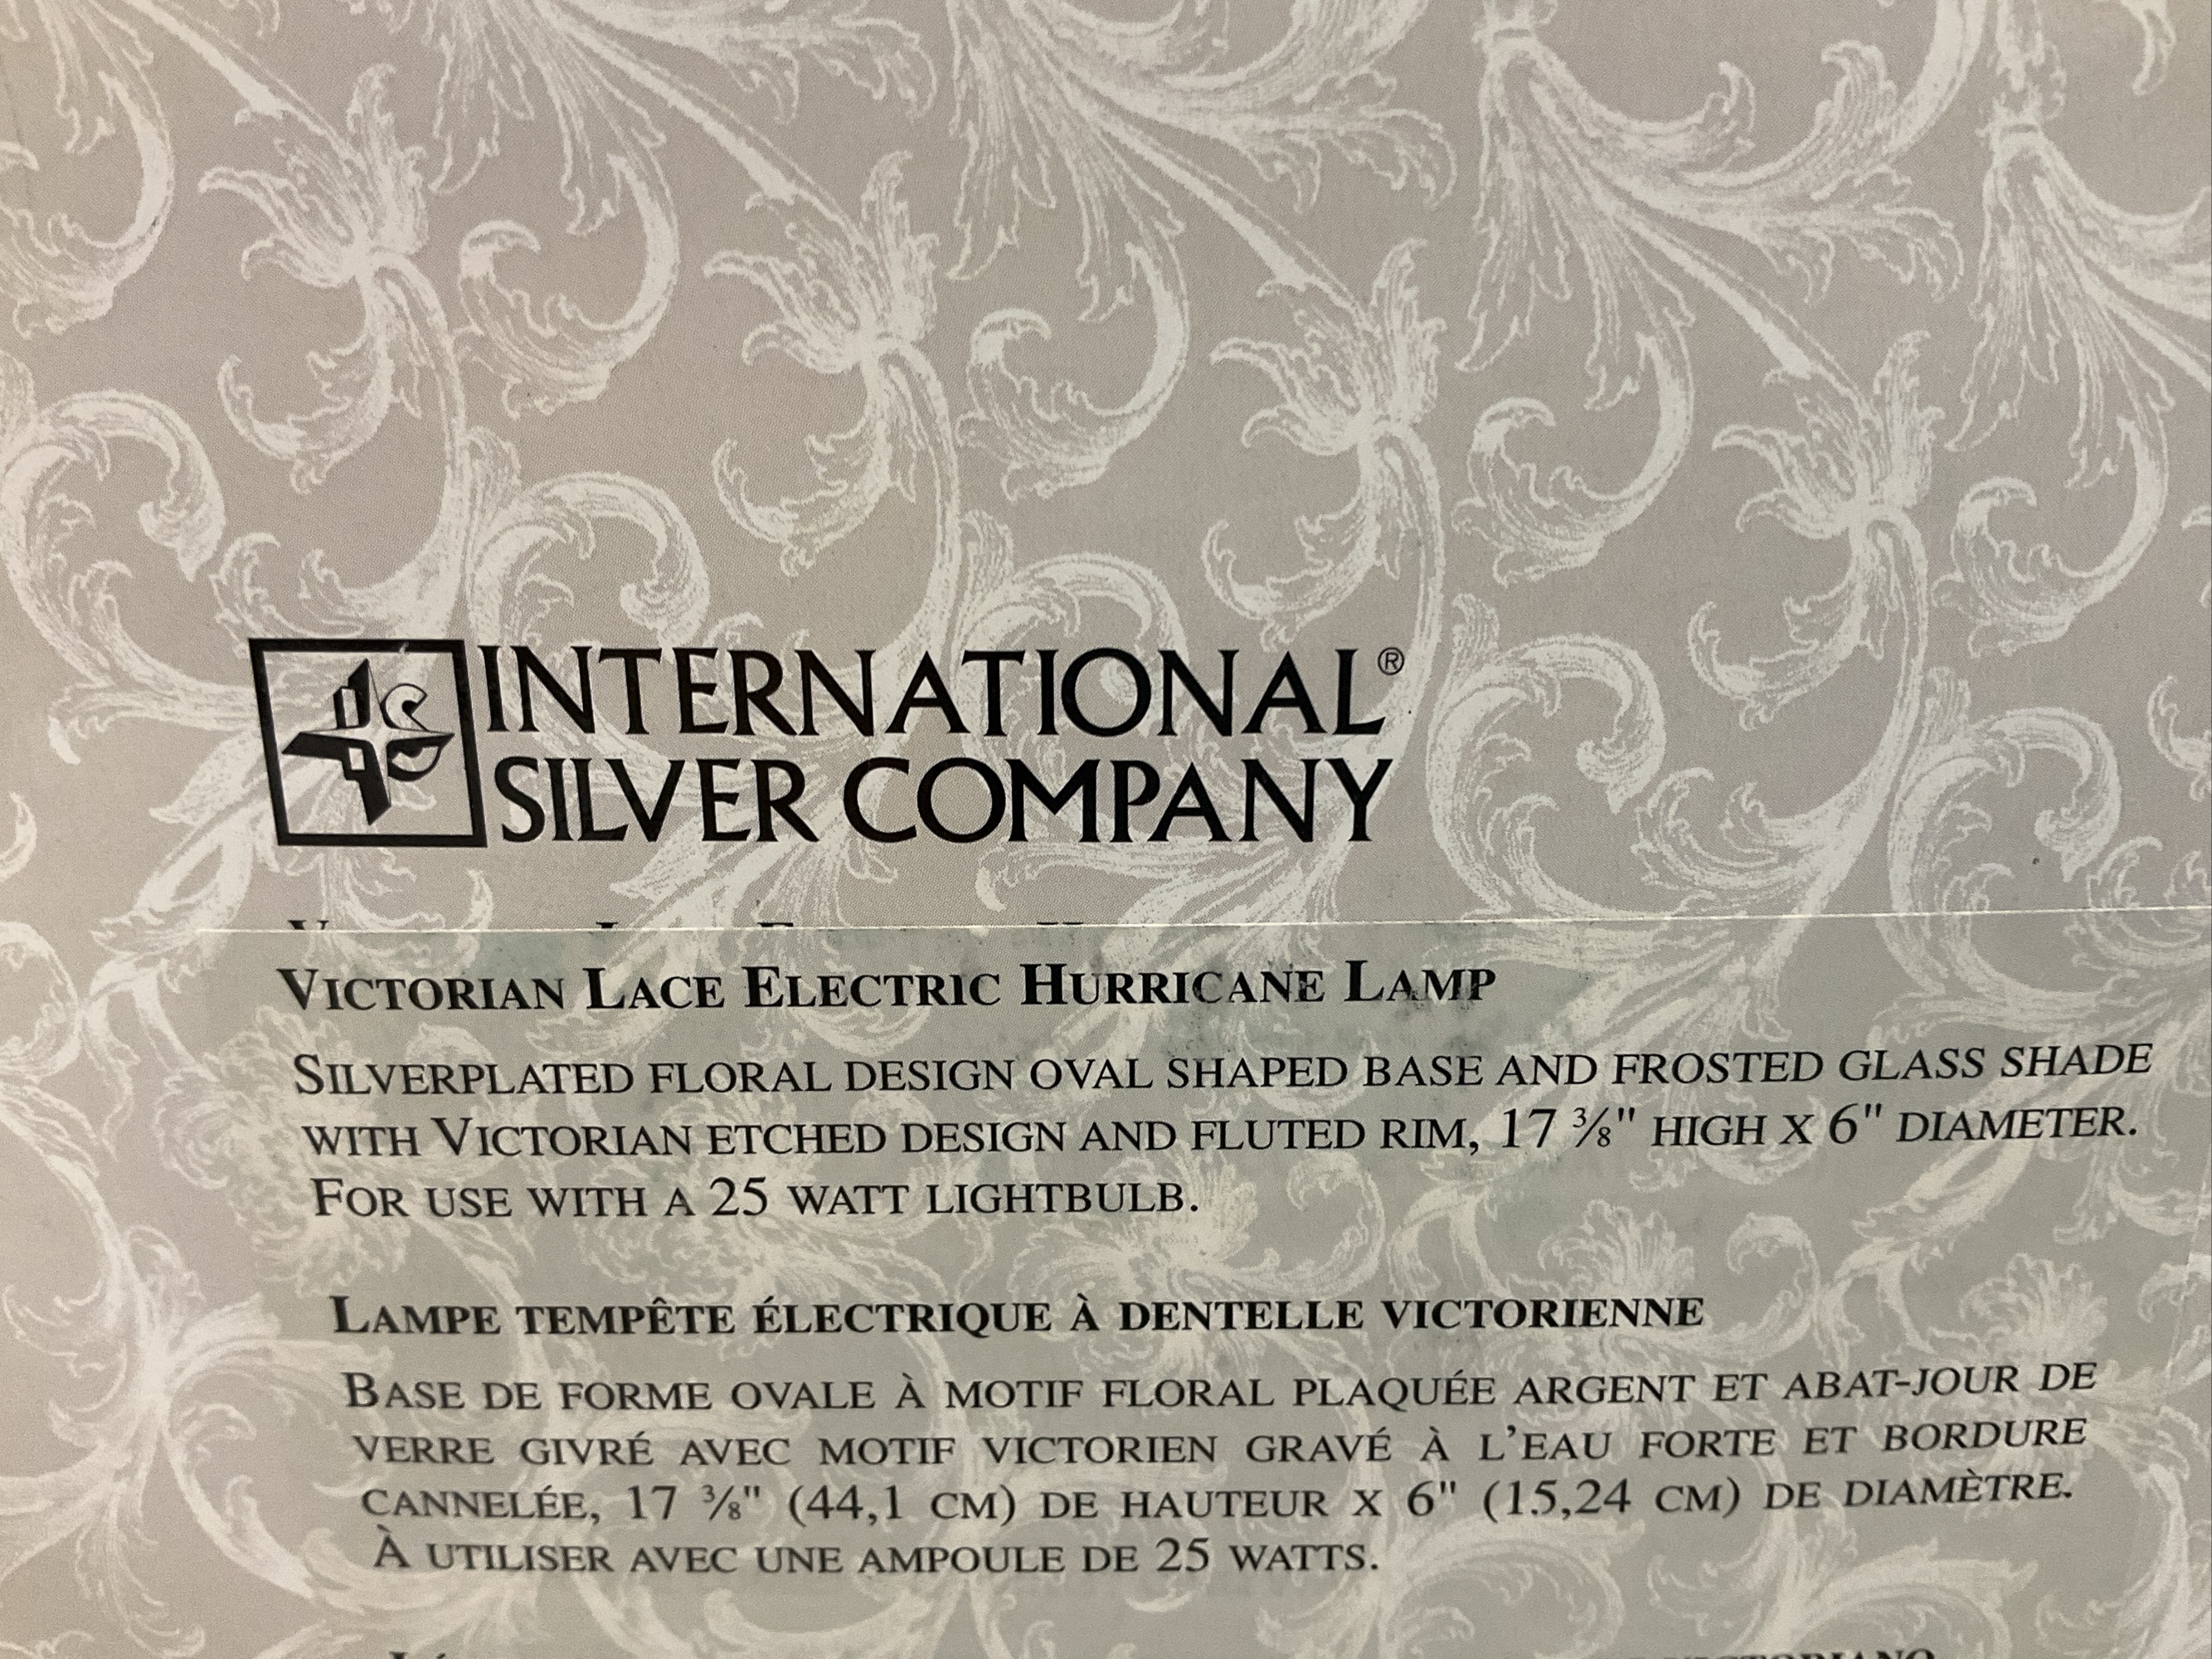 INTERNATIONAL®
SILVER COMPANY
VICTORIAN LACE ELECTRIC HURRICANE LAMP
SILVERPLATED FLORAL DESIGN OVAL SHAPED BASE AND FROSTED GLASS SHADE
WITH VICTORIAN ETCHED DESIGN AND FLUTED RIM, 17 ⅜" HIGH X 6" DIAMETER.
FOR USE WITH A 25 WATT LIGHTBULB.
LAMPE TEMPÊTE ÉLECTRIQUE À DENTELLE VICTORIENNE
BASE DE FORME OVALE À MOTIF FLORAL PLAQUÉE ARGENT ET ABAT-JOUR DE
VERRE GIVRÉ AVEC MOTIF VICTORIEN GRAVÉ À L'EAU FORTE ET BORDURE
CANNELÉE, 17 ⅜" (44,1 CM) DE HAUTEUR X 6" (15,24 CM) DE DIAMÈTRE.
À UTILISER AVEC UNE AMPOULE DE 25 WATTS.